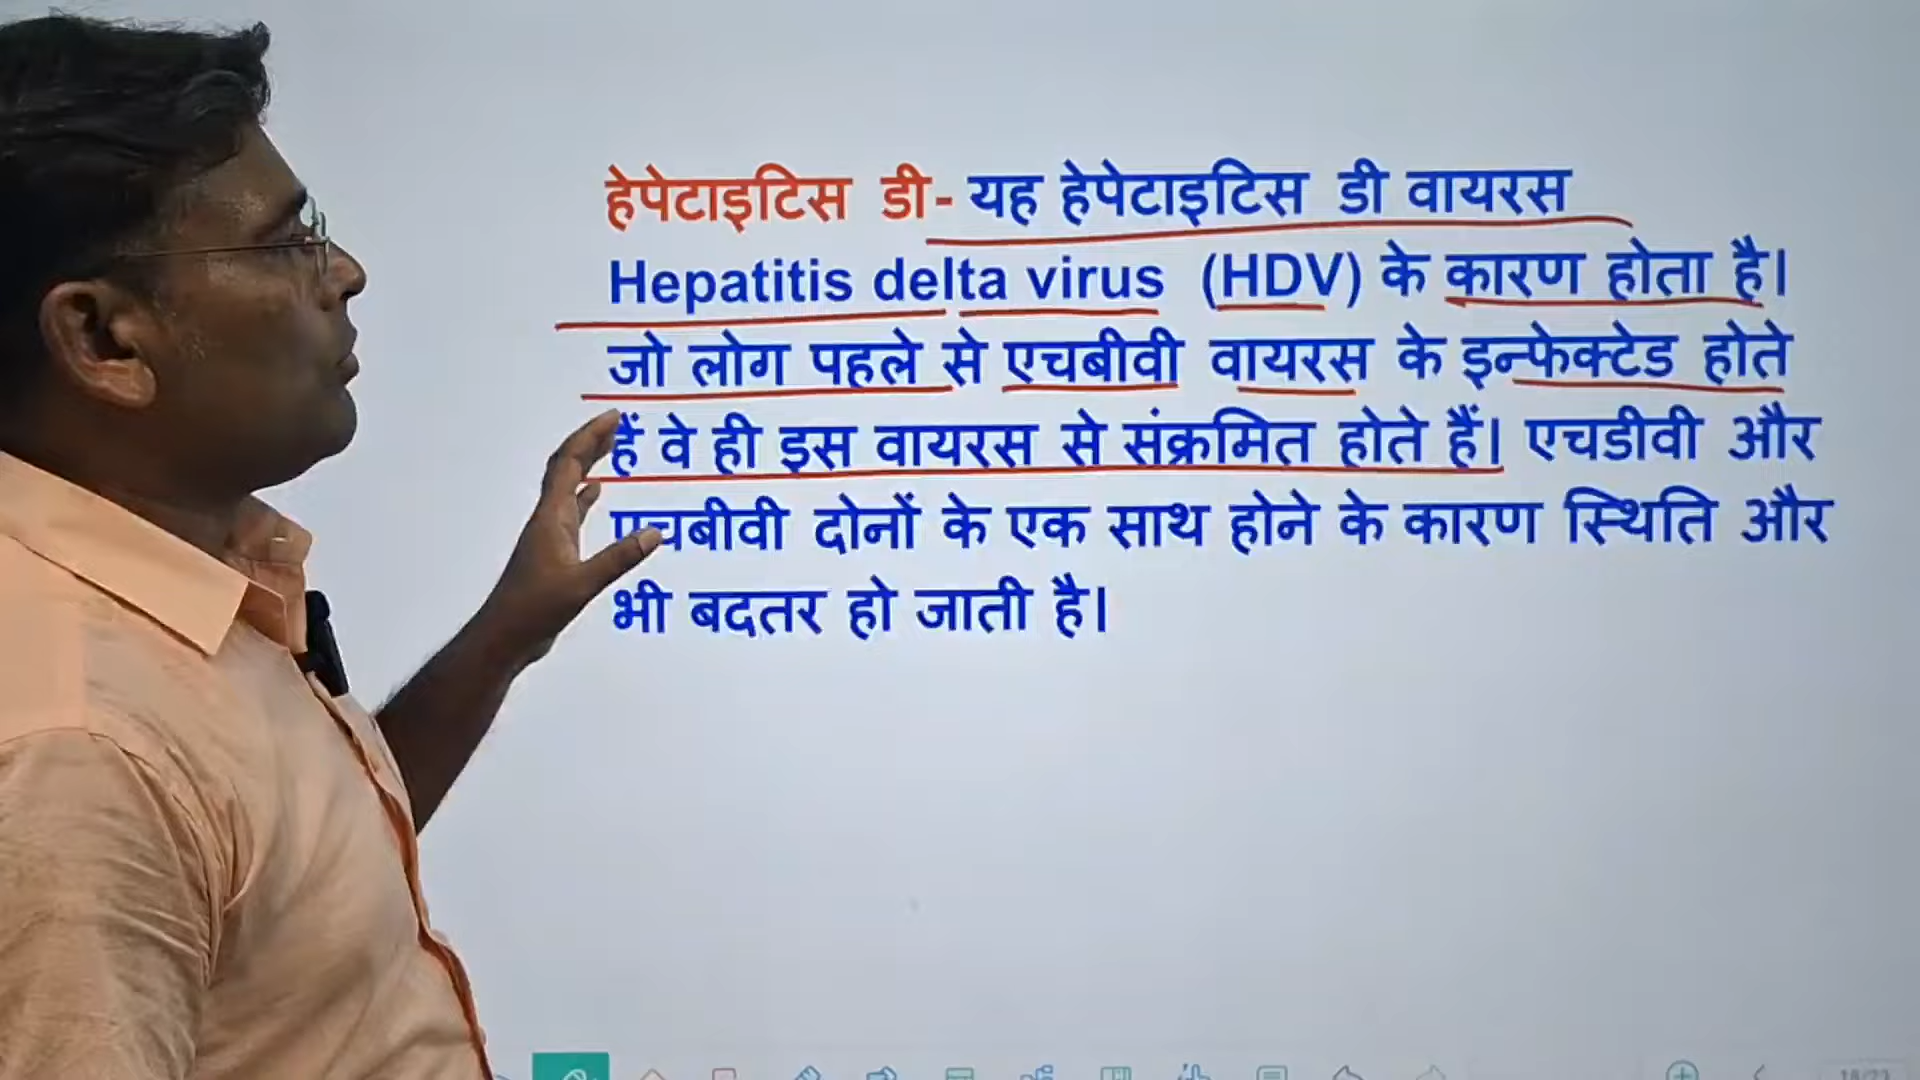 हेपेटाइटिस डी- यह हेपेटाइटिस डी वायरस
Hepatitis delta virus (HDV) के कारण होता है।
जो लोग पहले से एचबीवी वायरस के इन्फेक्टेड होते
हैं वे ही इस वायरस से संक्रमित होते हैं। एचडीवी और
एचबीवी दोनों के एक साथ होने के कारण स्थिति और
भी बदतर हो जाती है।